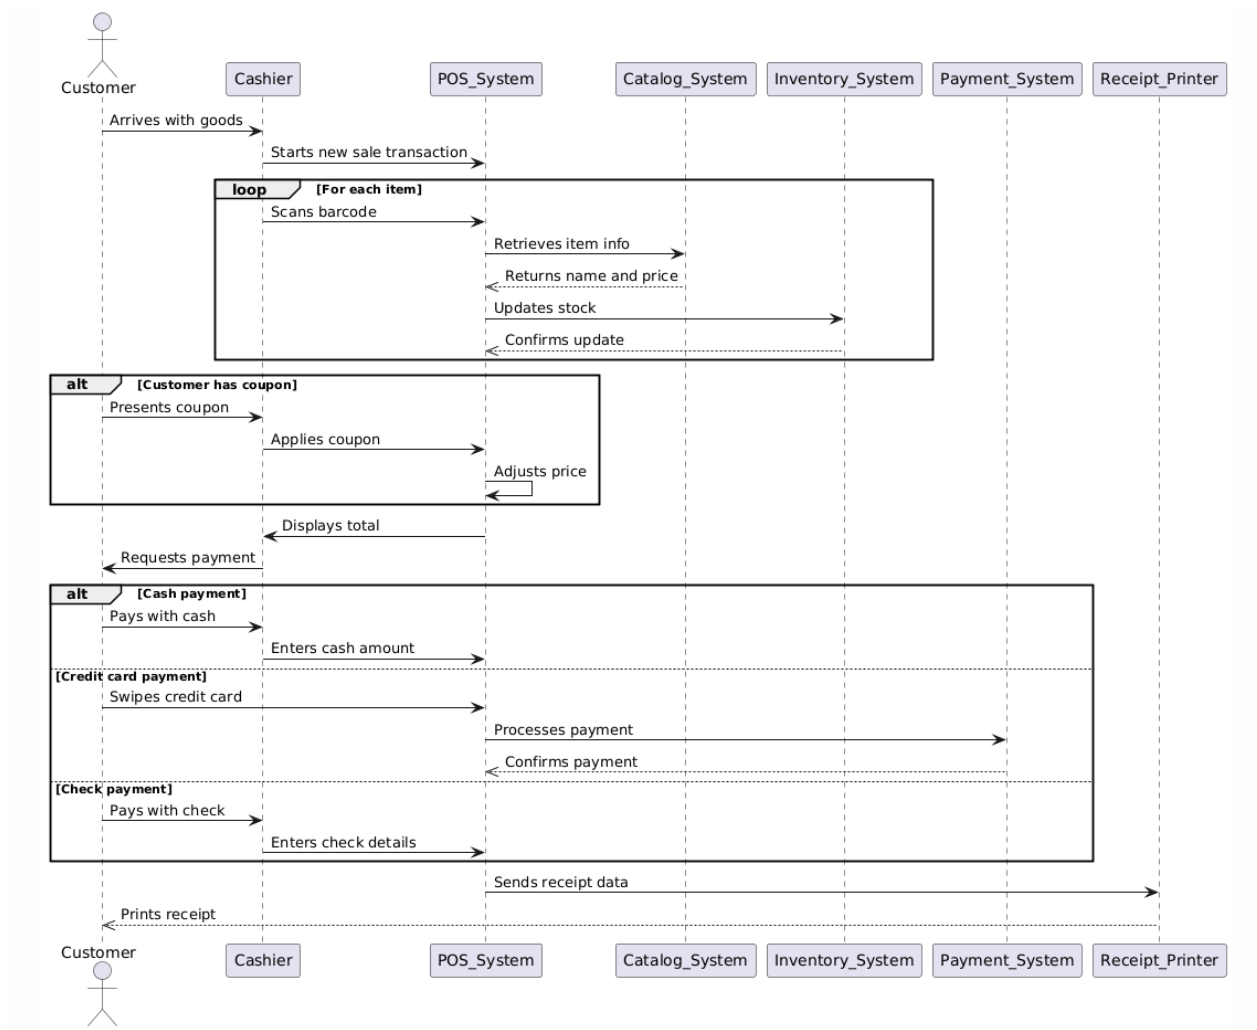 Customer
Cashier
POS_System
Catalog_System
Inventory_System
Payment_System
Receipt_Printer
Arrives with goods
Starts new sale transaction
loop [For each item]
Scans barcode
Retrieves item info
Returns name and price
Updates stock
Confirms update
alt [Customer has coupon]
Presents coupon
Applies coupon
Adjusts price
Displays total
Requests payment
alt [Cash payment]
Pays with cash
Enters cash amount
[Credit card payment]
Swipes credit card
Processes payment
Confirms payment
[Check payment]
Pays with check
Enters check details
Sends receipt data
Prints receipt
Customer
Cashier
POS_System
Catalog_System
Inventory_System
Payment_System
Receipt_Printer